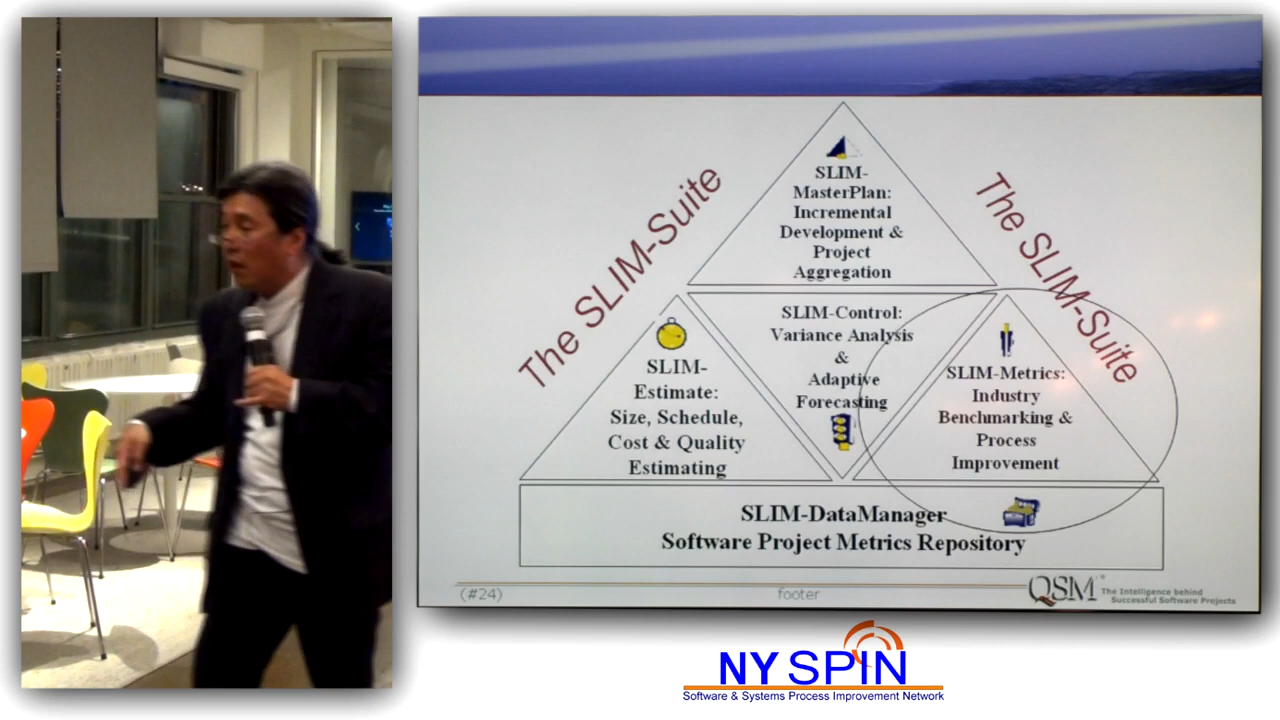 The SLIM-Suite
The SLIM-Suite
SLIM-
MasterPlan:
Incremental
Development &
Project
Aggregation
SLIM-
Estimate:
Size, Schedule,
Cost & Quality
Estimating
SLIM-Control:
Variance Analysis
&
Adaptive
Forecasting
SLIM-Metrics:
Industry
Benchmarking &
Process
Improvement
SLIM-DataManager
Software Project Metrics Repository
(#24)
footer
QSM®
The Intelligence behind
Successful Software Projects
NY SPIN
Software & Systems Process Improvement Network